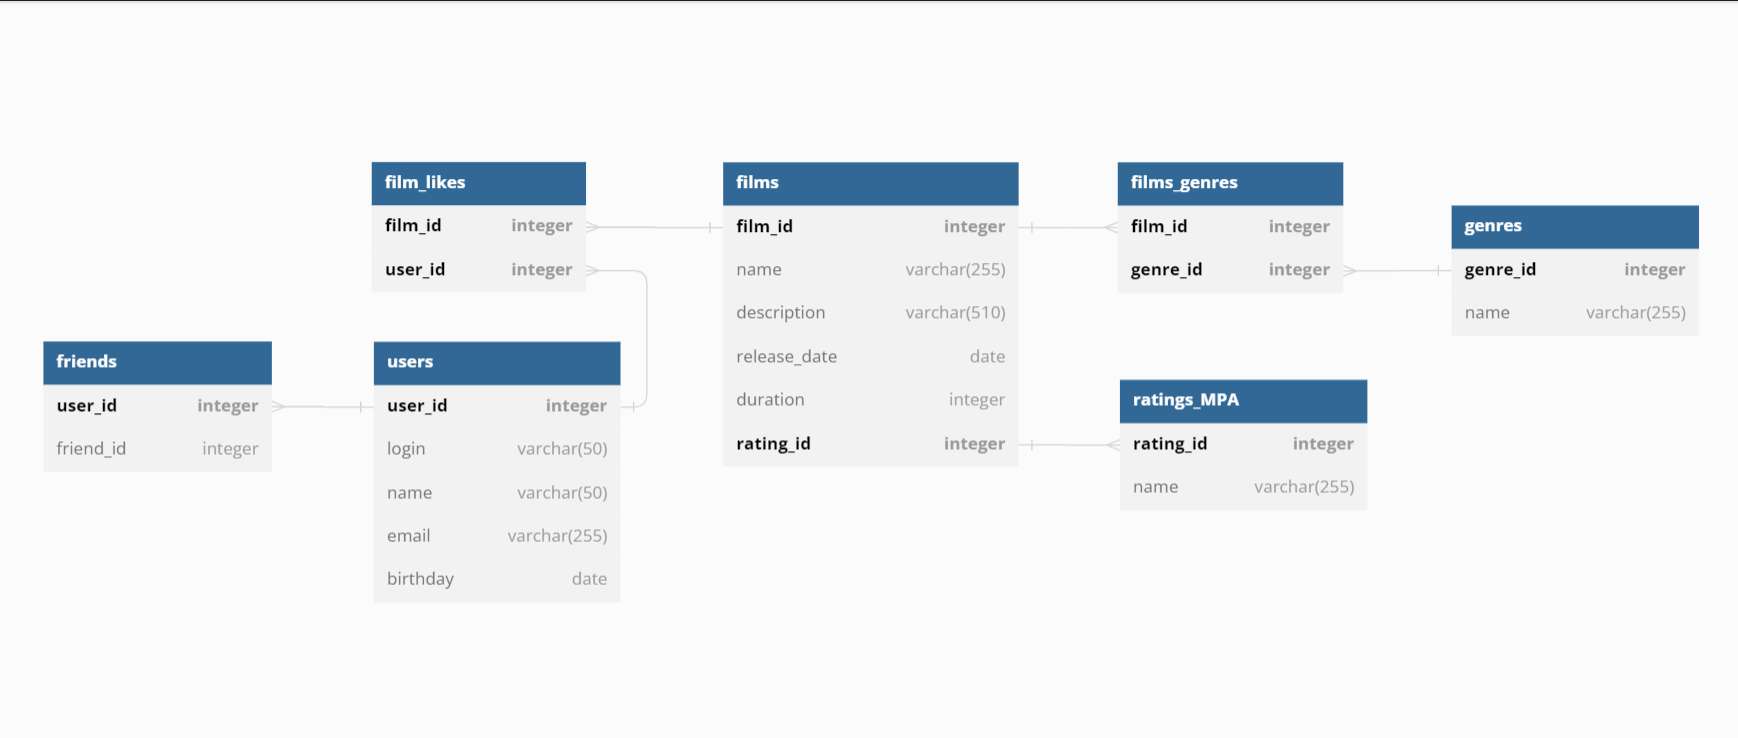 film_likes
film_id integer
user_id integer
films
film_id integer
name varchar(255)
description varchar(510)
release_date date
duration integer
rating_id integer
films_genres
film_id integer
genre_id integer
genres
genre_id integer
name varchar(255)
friends
user_id integer
friend_id integer
users
user_id integer
login varchar(50)
name varchar(50)
email varchar(255)
birthday date
ratings_MPA
rating_id integer
name varchar(255)